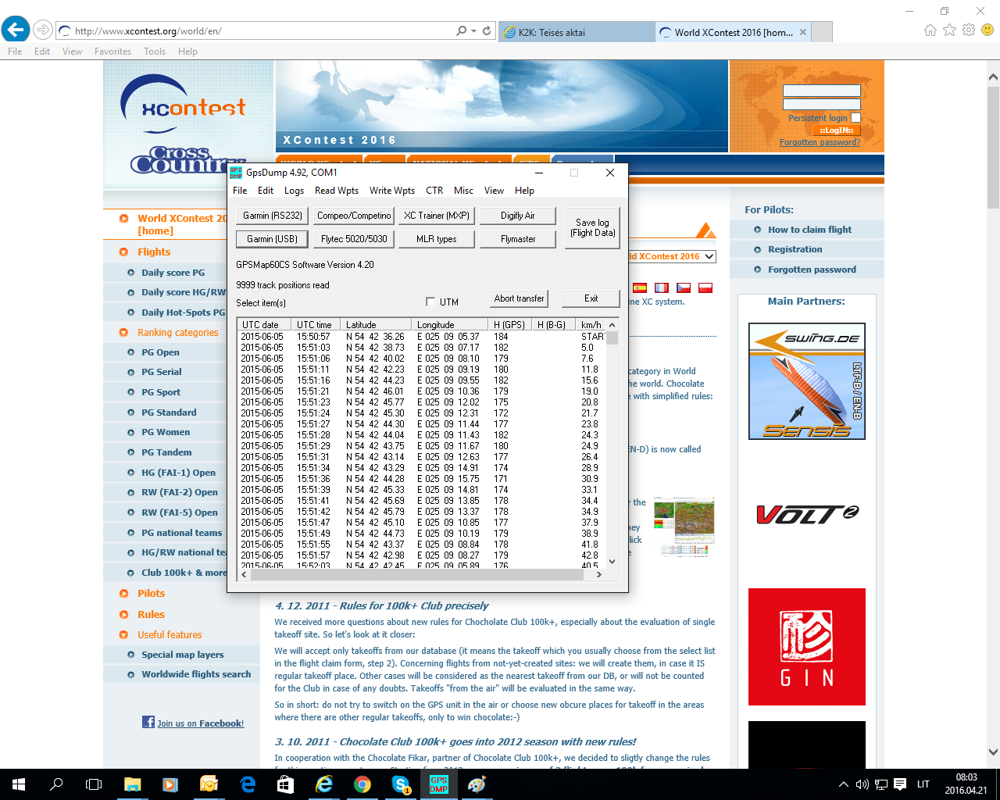 http://www.xcontest.org/world/en/
K2K: Teisės aktai
World XContest 2016 [hom...
File Edit View Favorites Tools Help
xcontest
Cross Country
XContest 2016
Persistent login
::LogIN::
Forgotten password?
GPS DMP
GpsDump 4.92, COM1
File Edit Logs Read Wpts Write Wpts CTR Misc View Help
Garmin (RS232) Compeo/Competino XC Trainer (MXP) Digifly Air
Save log (Flight Data)
Garmin (USB) Flytec 5020/5030 MLR types Flymaster
GPSMap60CS Software Version 4.20
9999 track positions read
Select item(s)
UTM
Abort transfer
Exit
UTC date UTC time Latitude Longitude H (GPS) H (B-G) km/h
2015-06-05 15:50:57 N 54 42 36.26 E 025 09 05.37 184 START
2015-06-05 15:51:03 N 54 42 38.73 E 025 09 07.17 182 5.0
2015-06-05 15:51:06 N 54 42 40.02 E 025 09 08.10 179 7.6
2015-06-05 15:51:11 N 54 42 42.23 E 025 09 09.19 180 11.8
2015-06-05 15:51:16 N 54 42 44.23 E 025 09 09.55 182 15.6
2015-06-05 15:51:21 N 54 42 46.01 E 025 09 10.36 179 19.0
2015-06-05 15:51:23 N 54 42 45.77 E 025 09 12.02 175 20.8
2015-06-05 15:51:24 N 54 42 45.30 E 025 09 12.31 172 21.7
2015-06-05 15:51:27 N 54 42 44.30 E 025 09 11.44 177 23.8
2015-06-05 15:51:28 N 54 42 44.04 E 025 09 11.43 182 24.3
2015-06-05 15:51:29 N 54 42 43.75 E 025 09 11.67 180 24.9
2015-06-05 15:51:31 N 54 42 43.14 E 025 09 12.63 177 26.4
2015-06-05 15:51:34 N 54 42 43.29 E 025 09 14.91 174 28.9
2015-06-05 15:51:36 N 54 42 44.28 E 025 09 15.75 171 30.9
2015-06-05 15:51:39 N 54 42 45.33 E 025 09 14.81 174 33.1
2015-06-05 15:51:41 N 54 42 45.69 E 025 09 13.85 178 34.4
2015-06-05 15:51:42 N 54 42 45.79 E 025 09 13.37 178 34.9
2015-06-05 15:51:47 N 54 42 45.10 E 025 09 10.85 177 37.9
2015-06-05 15:51:49 N 54 42 44.73 E 025 09 10.19 179 38.9
2015-06-05 15:51:55 N 54 42 43.37 E 025 09 08.84 178 41.8
2015-06-05 15:51:57 N 54 42 42.98 E 025 09 08.27 179 42.8
2015-06-05 15:52:03 N 54 42 42.45 E 025 09 05.89 176 40.5
World XContest 20
[home]
Flights
Daily score PG
Daily score HG/RW
Daily Hot-Spots PG
Ranking categories
PG Open
PG Serial
PG Sport
PG Standard
PG Women
PG Tandem
HG (FAI-1) Open
RW (FAI-2) Open
RW (FAI-5) Open
PG national teams
HG/RW national tea
Club 100k+ & more
Pilots
Rules
Useful features
Special map layers
Worldwide flights search
Join us on Facebook!
ld XContest 2016
ine XC system.
category in World
he world. Chocolate
e with simplified rules:
EN-D) is now called
r the
hey
lick
e
4. 12. 2011 - Rules for 100k+ Club precisely
We received more questions about new rules for Chocholate Club 100k+, especially about the evaluation of single
takeoff site. So let's look at it closer:
We will accept only takeoffs from our database (it means the takeoff which you usually choose from the select list
in the flight claim form, step 2). Concerning flights from not-yet-created sites: we will create them, in case it IS
regular takeoff place. Other cases will be considered as the nearest takeoff from our DB, or will not be counted
for the Club in case of any doubts. Takeoffs "from the air" will be evaluated in the same way.
So in short: do not try to switch on the GPS unit in the air or choose new obcure places for takeoff in the areas
where there are other regular takeoffs, only to win chocolate:-)
3. 10. 2011 - Chocolate Club 100k+ goes into 2012 season with new rules!
In cooperation with the Chocolate Fikar, partner of Chocolate Club 100k+, we decided to sligtly change the rules
For Pilots:
How to claim flight
Registration
Forgotten password
Main Partners:
SWING.DE
LTF-B / EN-B
SENSIS
VOLT 2
GIN
GPS DMP
1
LIT
08:03
2016.04.21